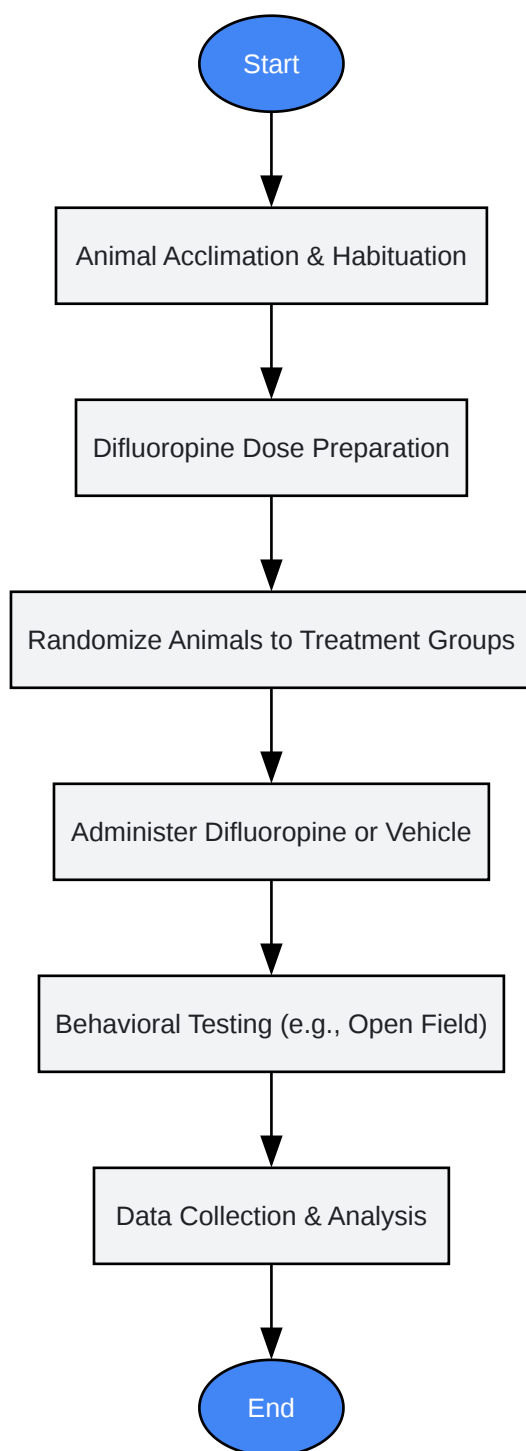 Start
Animal Acclimation & Habituation
Difluoropine Dose Preparation
Randomize Animals to Treatment Groups
Administer Difluoropine or Vehicle
Behavioral Testing (e.g., Open Field)
Data Collection & Analysis
End